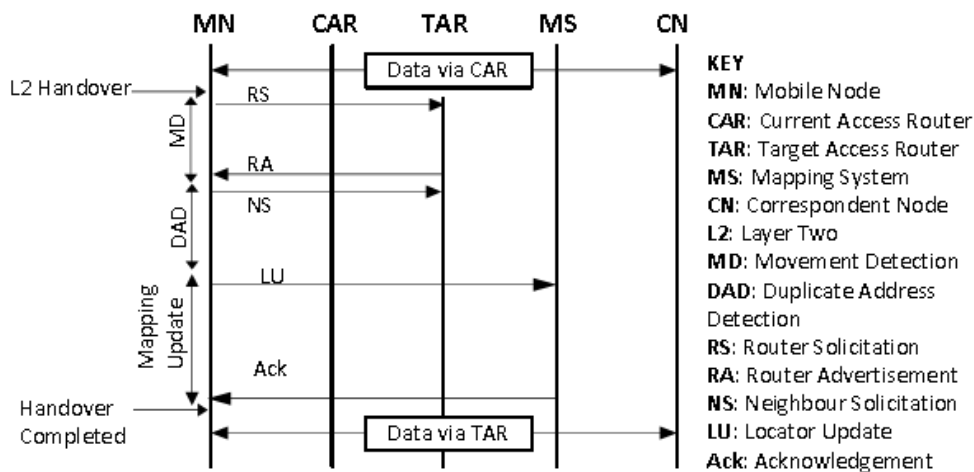 MN CAR TAR MS CN
Data via CAR
L2 Handover
RS
MD
RA
NS
DAD
LU
Mapping
Update
Ack
Handover
Completed
Data via TAR
KEY
MN: Mobile Node
CAR: Current Access Router
TAR: Target Access Router
MS: Mapping System
CN: Correspondent Node
L2: Layer Two
MD: Movement Detection
DAD: Duplicate Address
Detection
RS: Router Solicitation
RA: Router Advertisement
NS: Neighbour Solicitation
LU: Locator Update
Ack: Acknowledgement